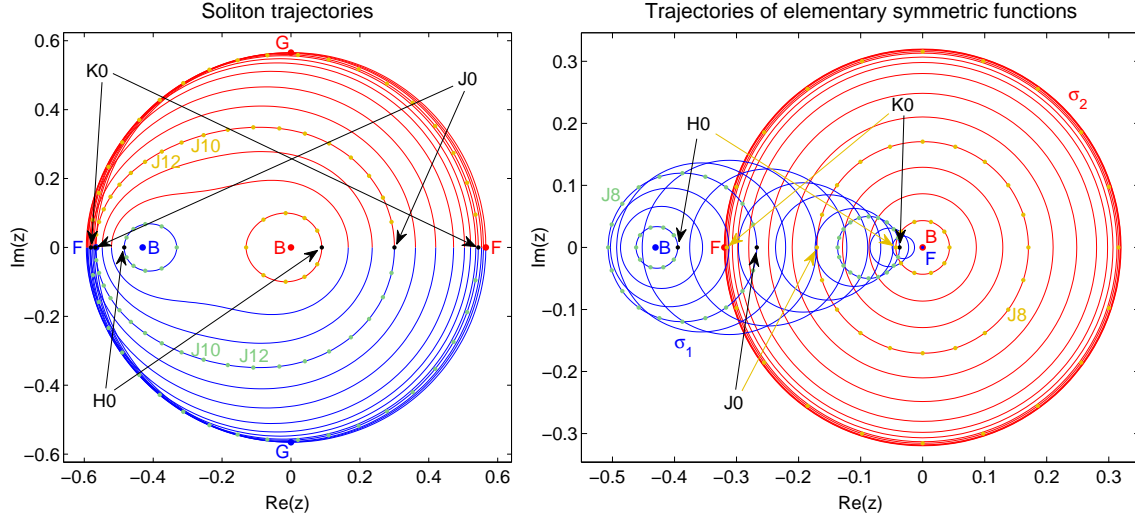 Soliton trajectories
0.6
0.4
0.2
0
−0.2
−0.4
−0.6
Im(z)
−0.6
−0.4
−0.2
0
0.2
0.4
0.6
Re(z)
G
K0
J0
J10
J12
F
B
B
F
J10
J12
H0
G
Trajectories of elementary symmetric functions
0.3
0.2
0.1
0
−0.1
−0.2
−0.3
Im(z)
−0.5
−0.4
−0.3
−0.2
−0.1
0
0.1
0.2
0.3
Re(z)
σ2
K0
H0
J8
B
F
B
F
J8
σ1
J0